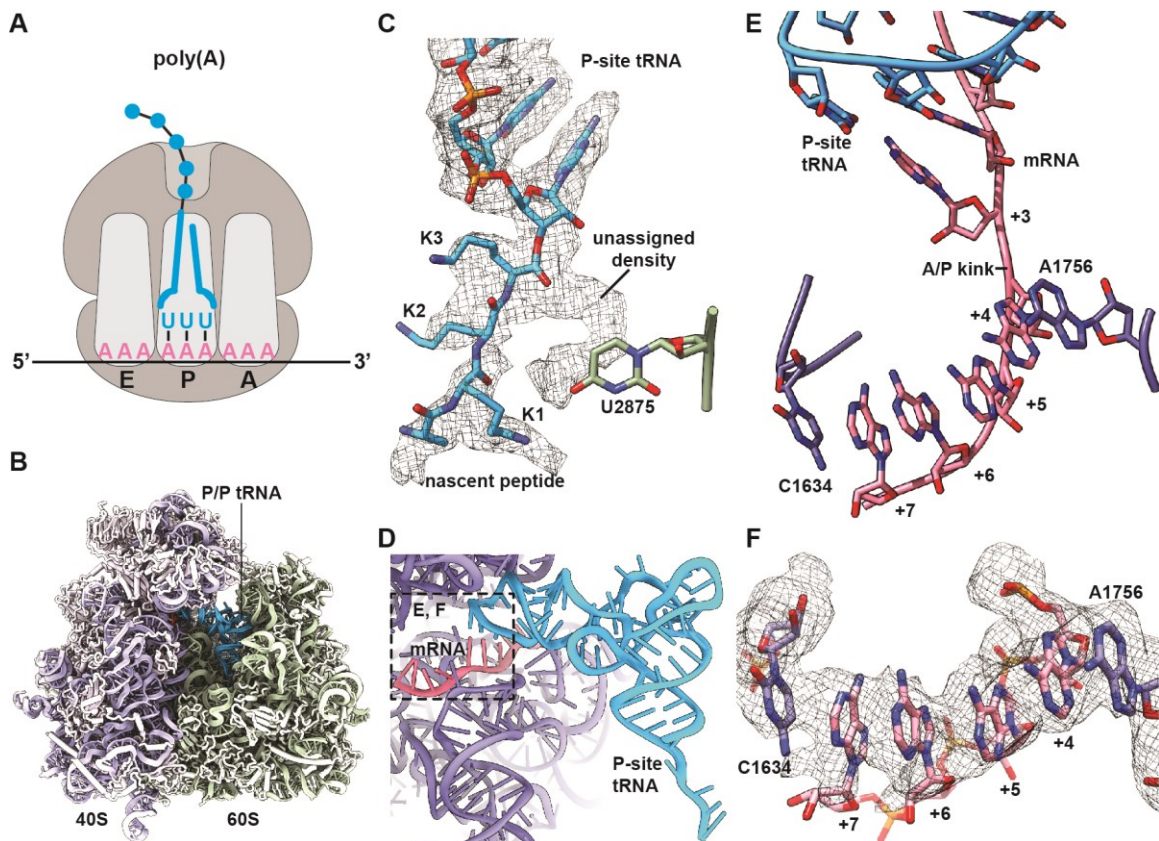 A
poly(A)
U U U
A A A A A A A A A
5’ 3’
E P A
B
P/P tRNA
40S 60S
C
P-site tRNA
K3
unassigned
density
K2
U2875
K1
nascent peptide
D
E, F
mRNA
P-site
tRNA
E
P-site
tRNA
mRNA
+3
A/P kink
A1756
+4
+5
C1634
+6
+7
F
A1756
C1634
+4
+5
+6
+7